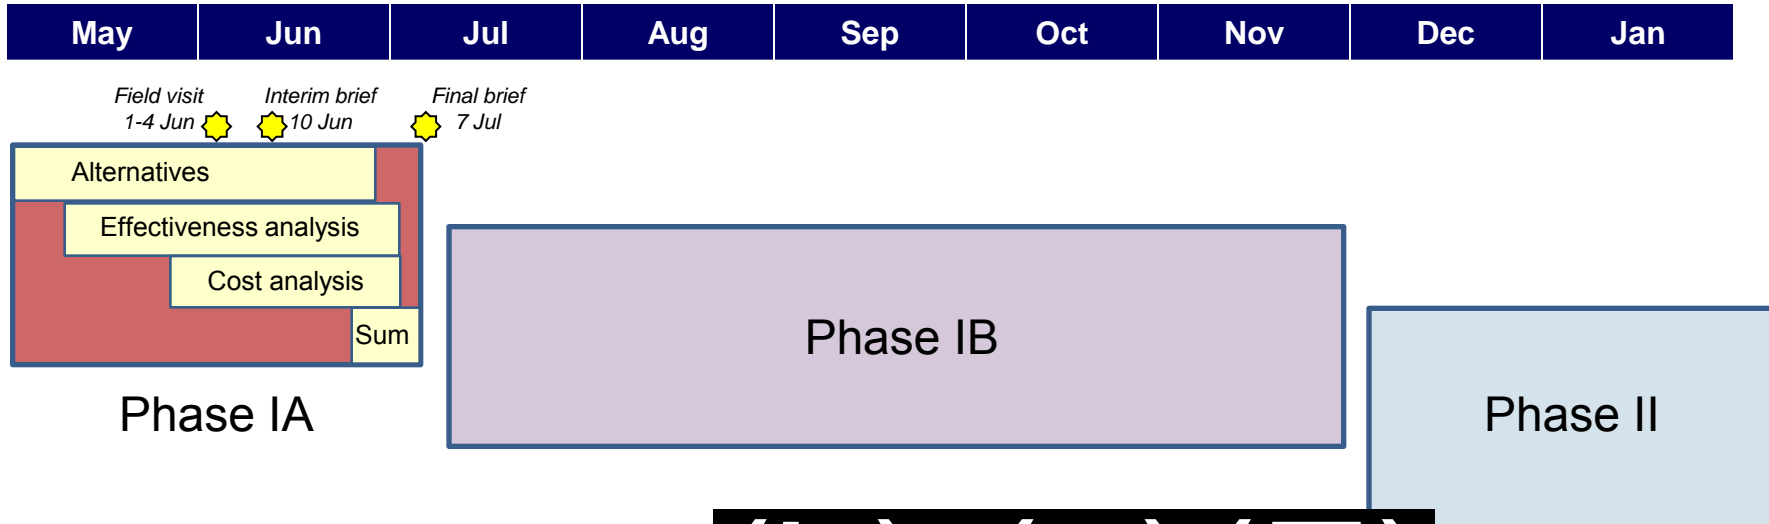 May Jun Jul Aug Sep Oct Nov Dec Jan
Field visit Interim brief Final brief
1-4 Jun 10 Jun 7 Jul
Alternatives
Effectiveness analysis
Cost analysis
Sum
Phase IB
Phase IA
Phase II